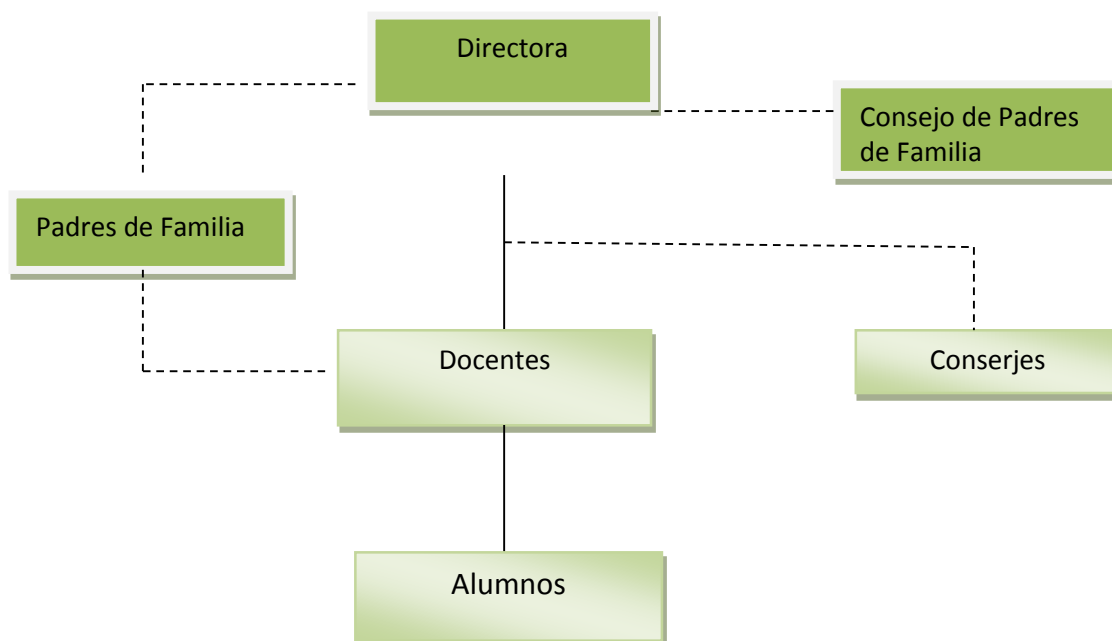 Directora
Consejo de Padres
de Familia
Padres de Familia
Docentes
Conserjes
Alumnos